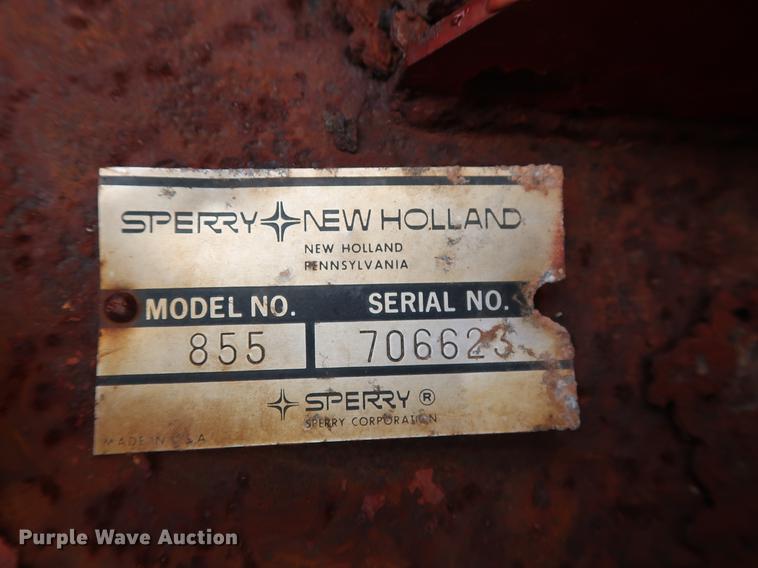 SPERRY NEW HOLLAND
NEW HOLLAND
PENNSYLVANIA
MODEL NO. SERIAL NO.
855 706623
SPERRY ®
SPERRY CORPORATION
MADE IN U.S.A.
Purple Wave Auction